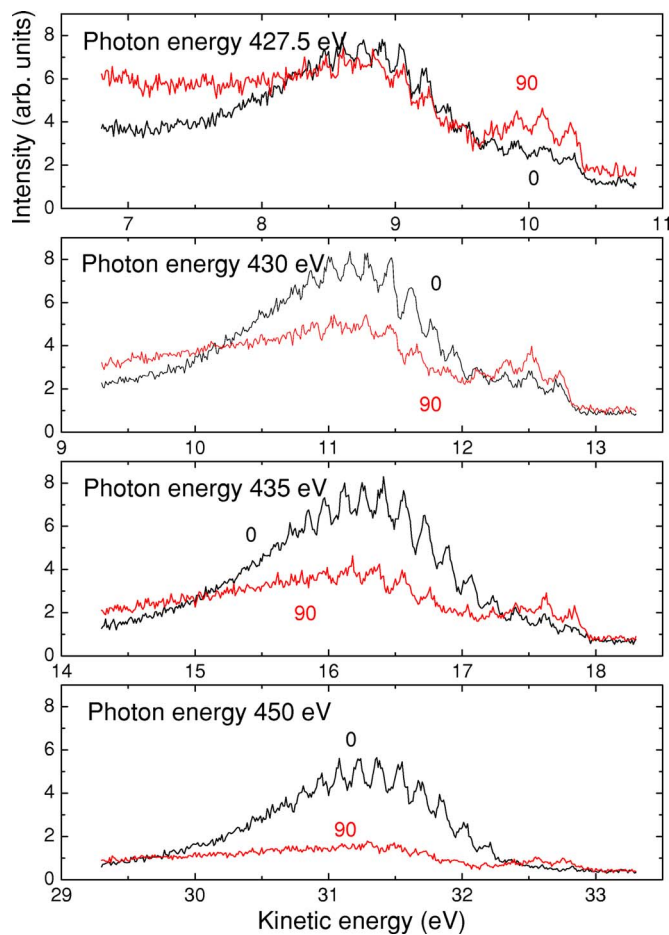 Intensity (arb. units)
Photon energy 427.5 eV
8
6
4
2
0
90
0
7 8 9 10 11
Photon energy 430 eV
8
6
4
2
0
0
90
9 10 11 12 13
Photon energy 435 eV
8
6
4
2
0
0
90
14 15 16 17 18
Photon energy 450 eV
8
6
4
2
0
0
90
29 30 31 32 33
Kinetic energy (eV)